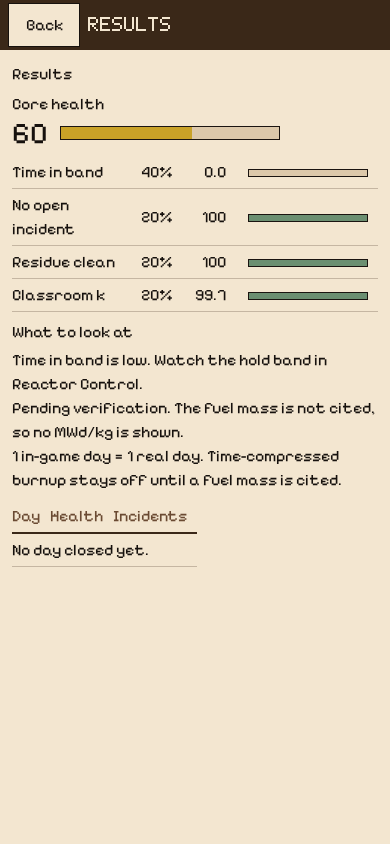 Back RESULTS
Results
Core health
60
Time in band 40% 0.0
No open
incident 20% 100
Residue clean 20% 100
Classroom k 20% 99.7
What to look at
Time in band is low. Watch the hold band in
Reactor Control.
Pending verification. The fuel mass is not cited,
so no MWd/kg is shown.
1 in-game day = 1 real day. Time-compressed
burnup stays off until a fuel mass is cited.
Day Health Incidents
No day closed yet.